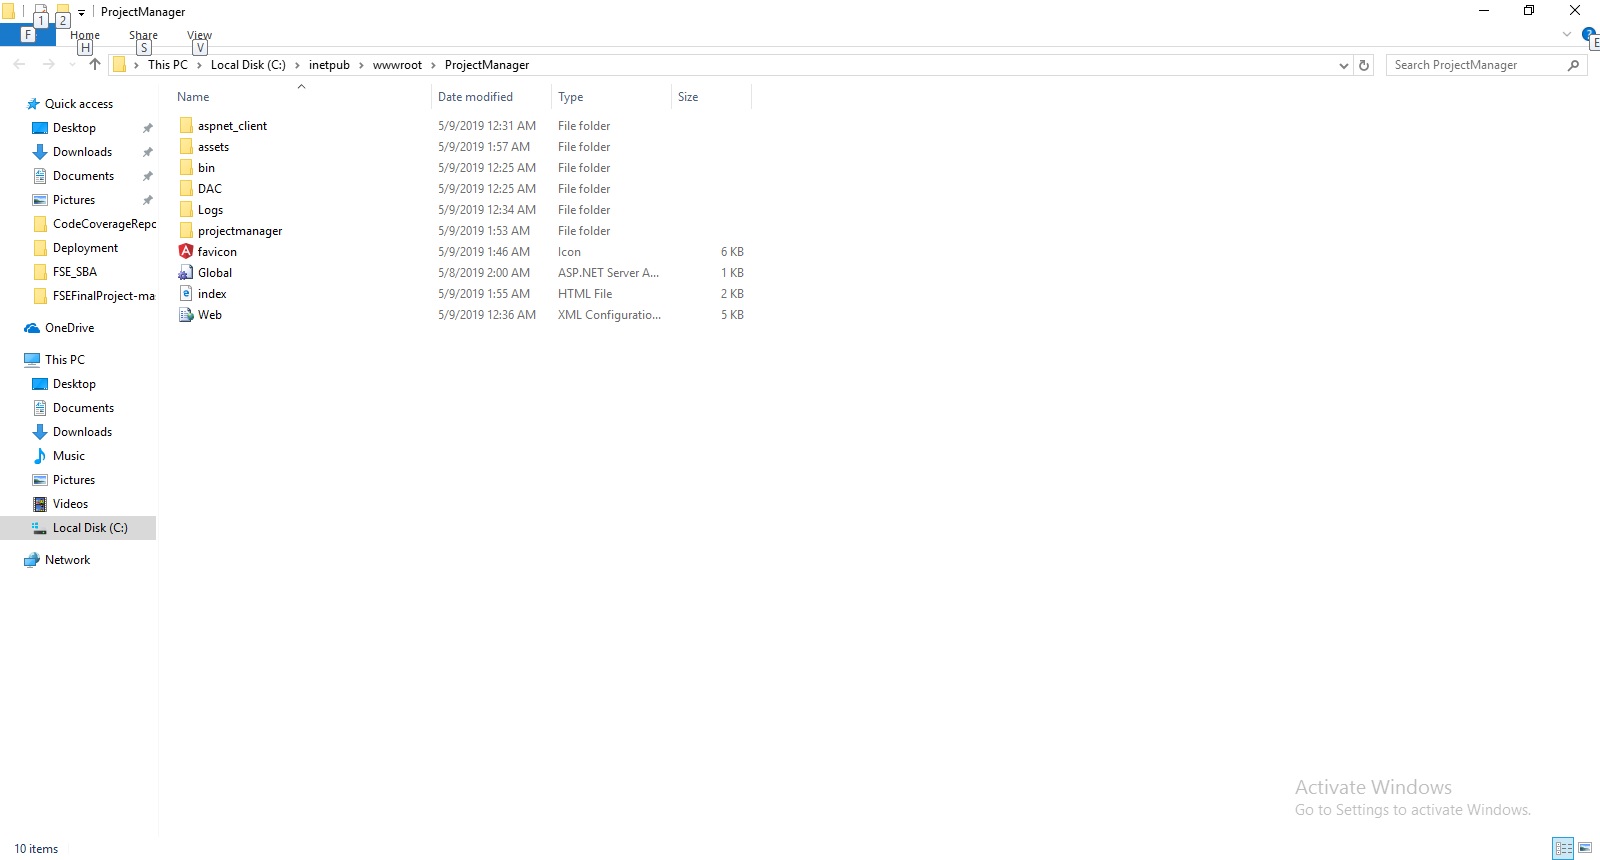 1 2 ProjectManager
F Home Share View
H S V E
This PC Local Disk (C:) inetpub wwwroot ProjectManager Search ProjectManager
Name Date modified Type Size
Quick access
Desktop
Downloads
Documents
Pictures
CodeCoverageRepc
Deployment
FSE_SBA
FSEFinalProject-ma
OneDrive
This PC
Desktop
Documents
Downloads
Music
Pictures
Videos
Local Disk (C:)
Network
aspnet_client 5/9/2019 12:31 AM File folder
assets 5/9/2019 1:57 AM File folder
bin 5/9/2019 12:25 AM File folder
DAC 5/9/2019 12:25 AM File folder
Logs 5/9/2019 12:34 AM File folder
projectmanager 5/9/2019 1:53 AM File folder
favicon 5/9/2019 1:46 AM Icon 6 KB
Global 5/8/2019 2:00 AM ASP.NET Server A... 1 KB
index 5/9/2019 1:55 AM HTML File 2 KB
Web 5/9/2019 12:36 AM XML Configuratio... 5 KB
Activate Windows
Go to Settings to activate Windows.
10 items